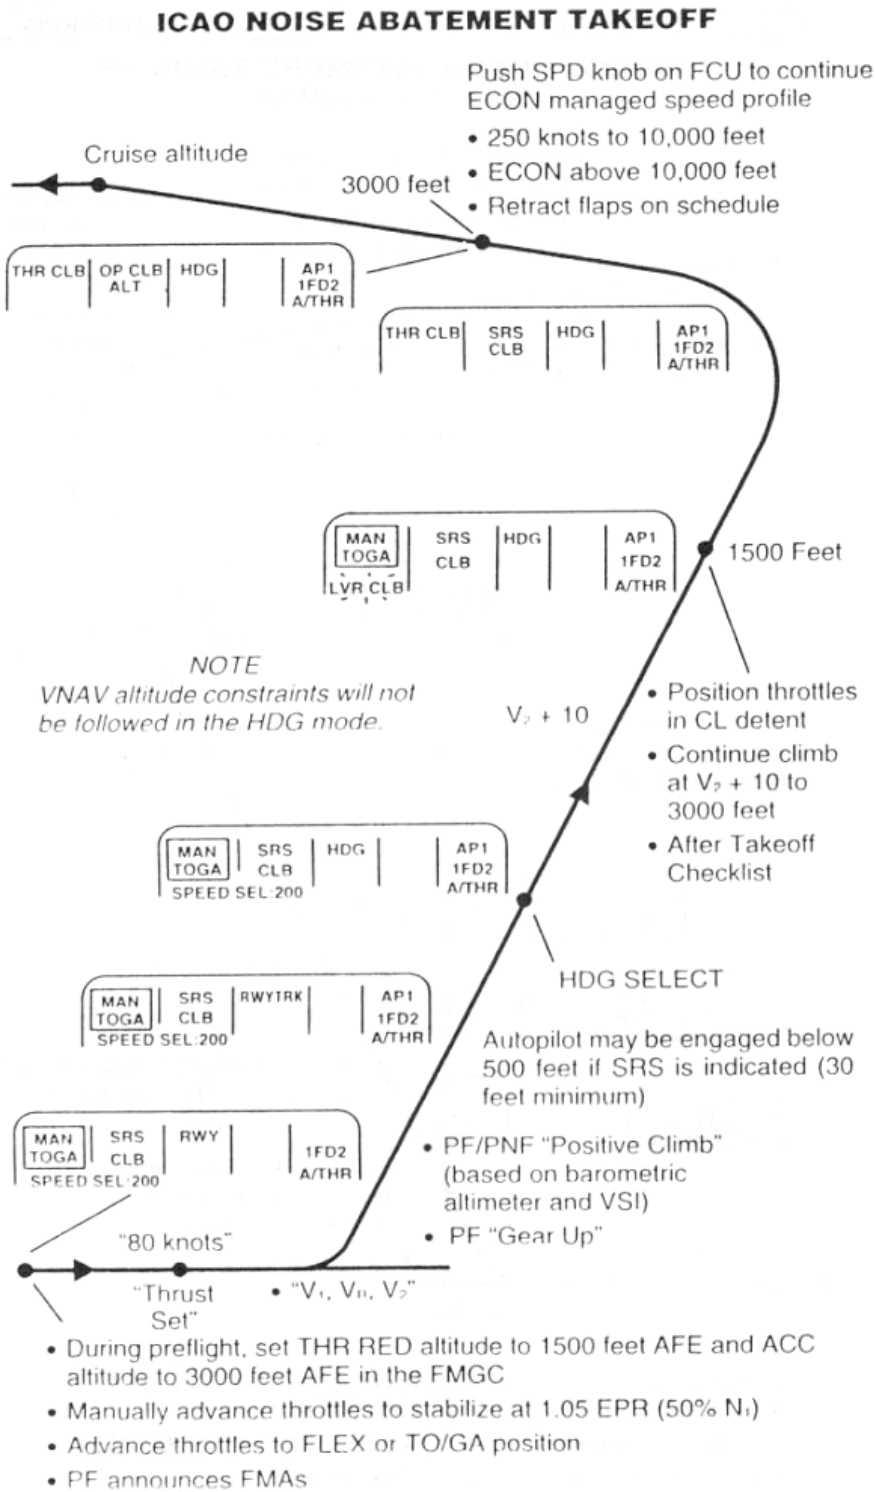 ICAO NOISE ABATEMENT TAKEOFF
Push SPD knob on FCU to continue
ECON managed speed profile
• 250 knots to 10,000 feet
• ECON above 10,000 feet
• Retract flaps on schedule
Cruise altitude
3000 feet
THR CLB OP CLB HDG AP1
ALT 1FD2
A/THR
THR CLB SRS HDG AP1
CLB 1FD2
A/THR
MAN SRS HDG AP1
TOGA CLB 1FD2
LVR CLB A/THR
1500 Feet
NOTE
VNAV altitude constraints will not
be followed in the HDG mode.
V₂ + 10
• Position throttles
in CL detent
• Continue climb
at V₂ + 10 to
3000 feet
• After Takeoff
Checklist
MAN SRS HDG AP1
TOGA CLB 1FD2
SPEED SEL:200 A/THR
HDG SELECT
MAN SRS RWYTRK AP1
TOGA CLB 1FD2
SPEED SEL:200 A/THR
Autopilot may be engaged below
500 feet if SRS is indicated (30
feet minimum)
MAN SRS RWY
TOGA CLB 1FD2
SPEED SEL:200 A/THR
• PF/PNF “Positive Climb”
(based on barometric
altimeter and VSI)
• PF “Gear Up”
“80 knots”
“Thrust
Set”
• “V₁, V_R, V₂”
• During preflight, set THR RED altitude to 1500 feet AFE and ACC
altitude to 3000 feet AFE in the FMGC
• Manually advance throttles to stabilize at 1.05 EPR (50% N₁)
• Advance throttles to FLEX or TO/GA position
• PF announces FMAs